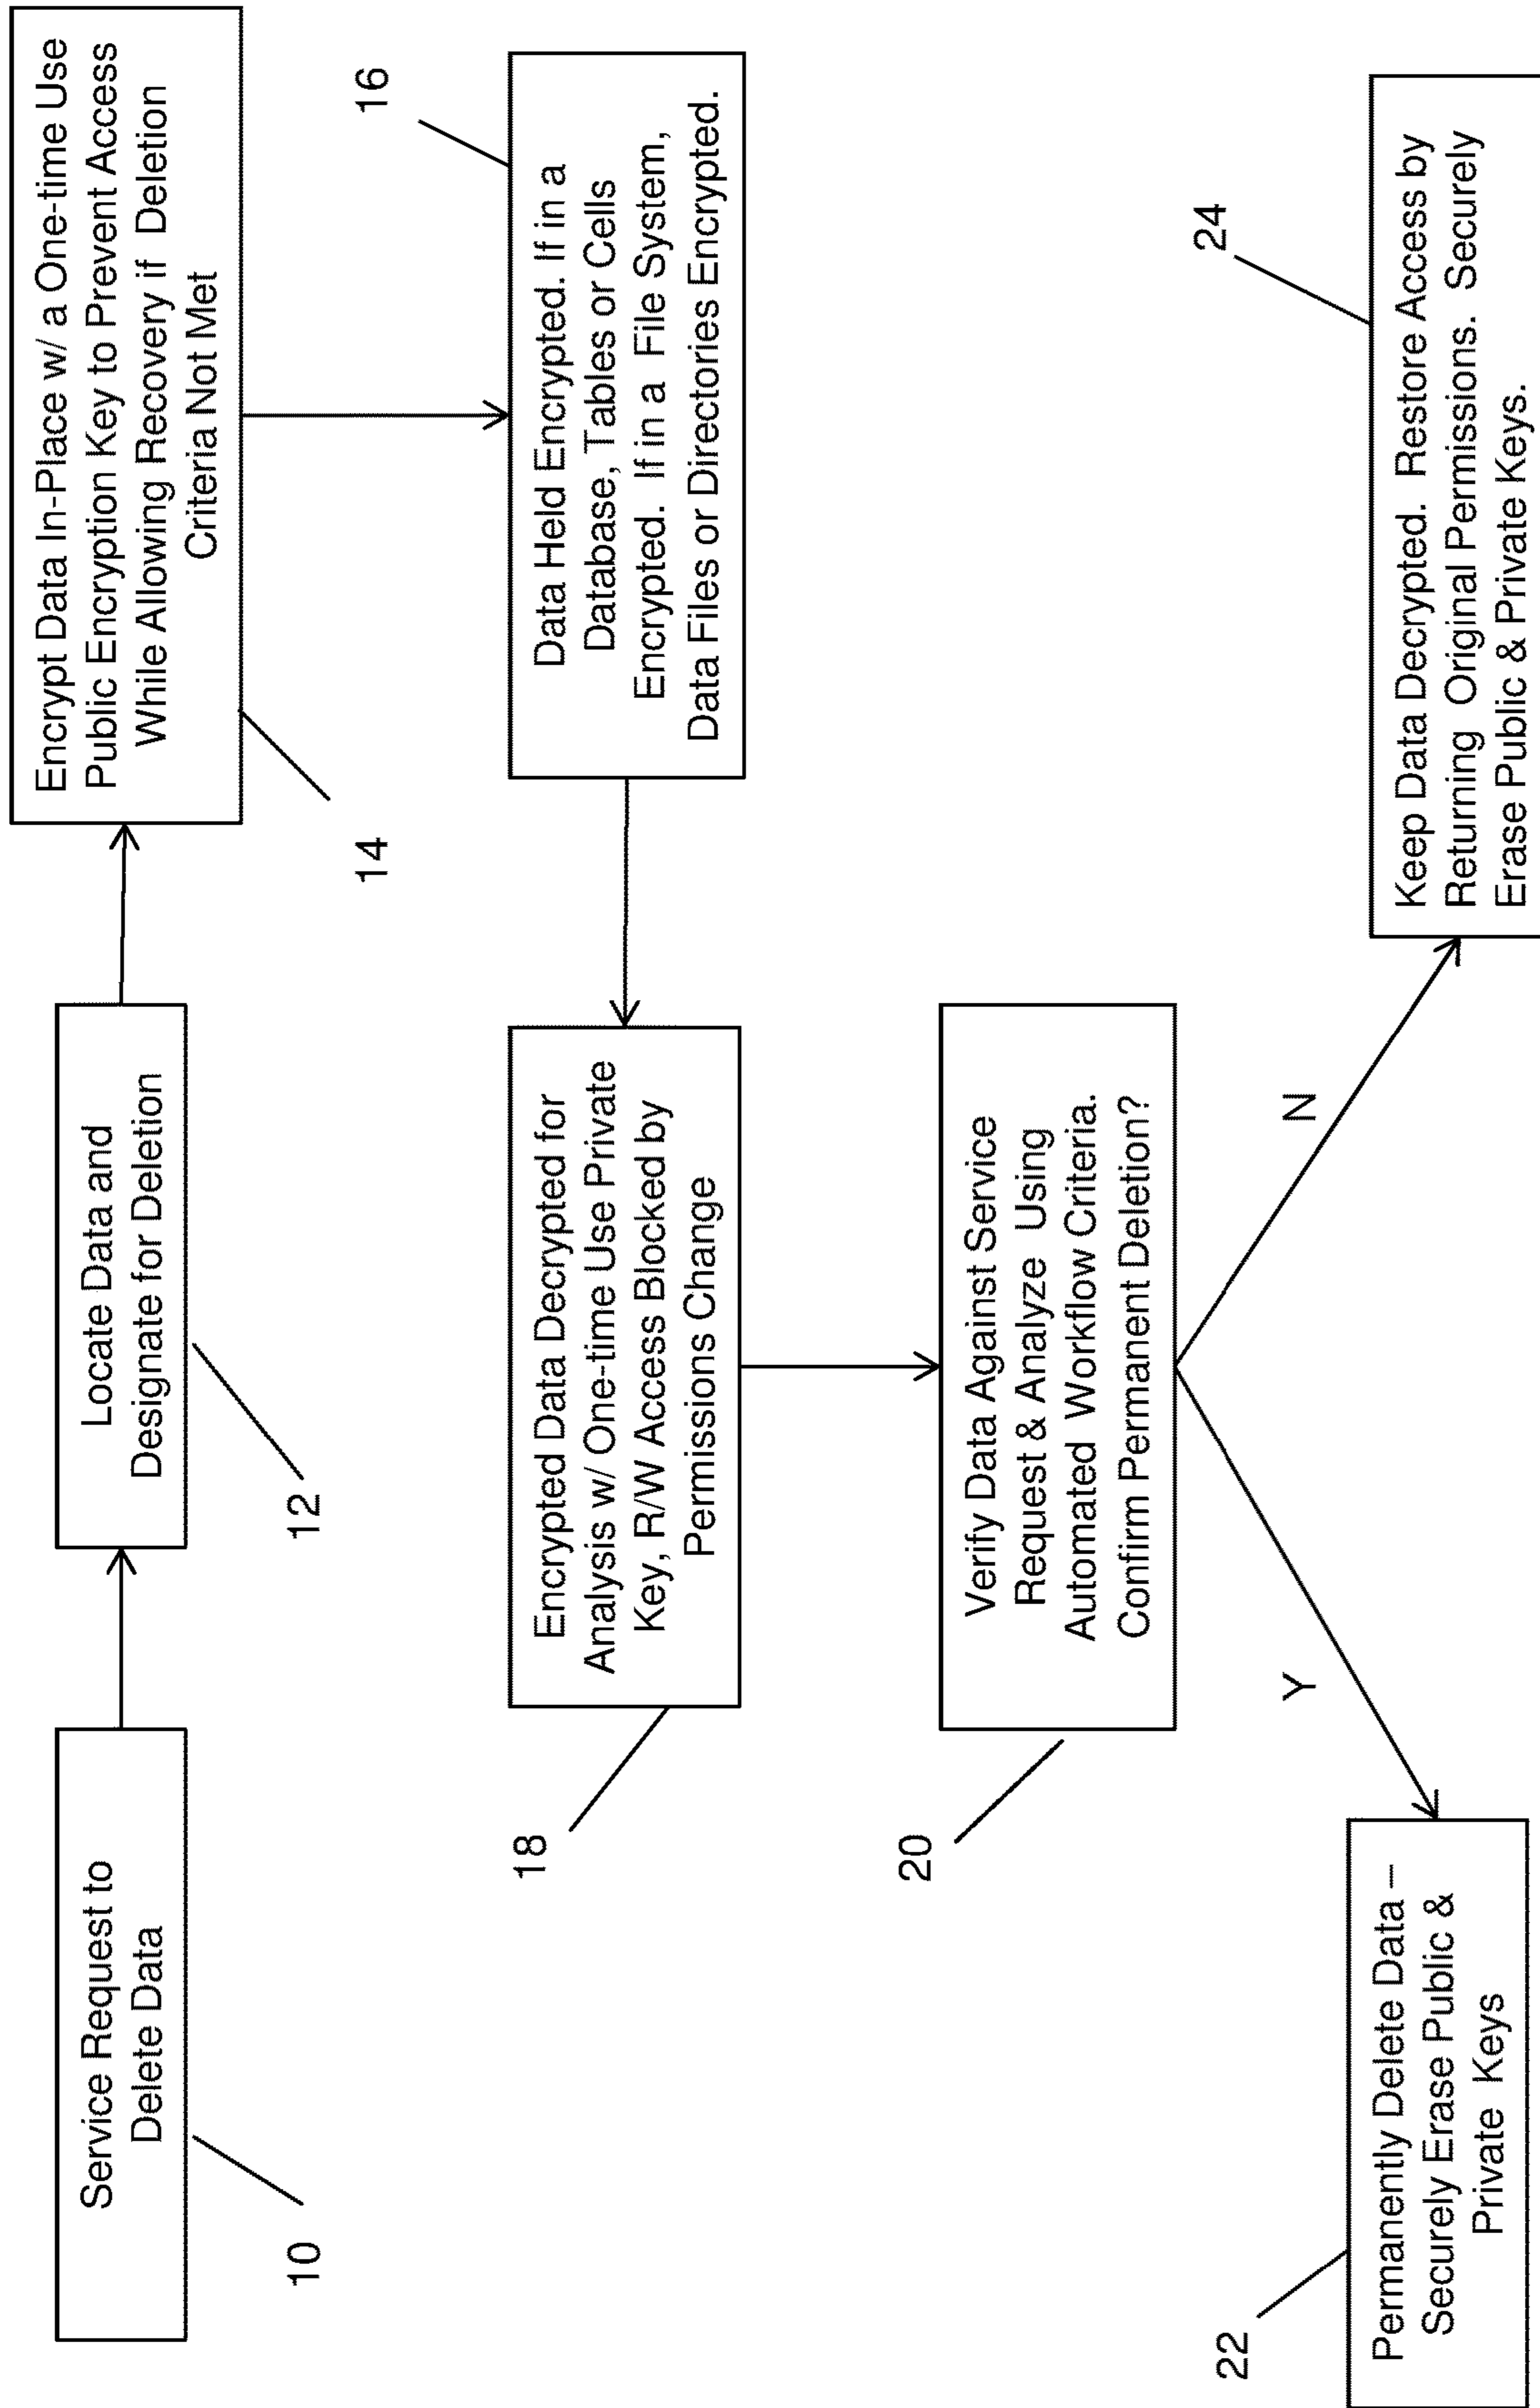 Service Request to
Delete Data
10
Locate Data and
Designate for Deletion
12
Encrypt Data In-Place w/ a One-time Use
Public Encryption Key to Prevent Access
While Allowing Recovery if Deletion
Criteria Not Met
14
Data Held Encrypted. If in a
Database, Tables or Cells
Encrypted. If in a File System,
Data Files or Directories Encrypted.
16
Encrypted Data Decrypted for
Analysis w/ One-time Use Private
Key, R/W Access Blocked by
Permissions Change
18
Verify Data Against Service
Request & Analyze Using
Automated Workflow Criteria.
Confirm Permanent Deletion?
20
Y
N
Permanently Delete Data –
Securely Erase Public &
Private Keys
22
Keep Data Decrypted. Restore Access by
Returning Original Permissions. Securely
Erase Public & Private Keys.
24